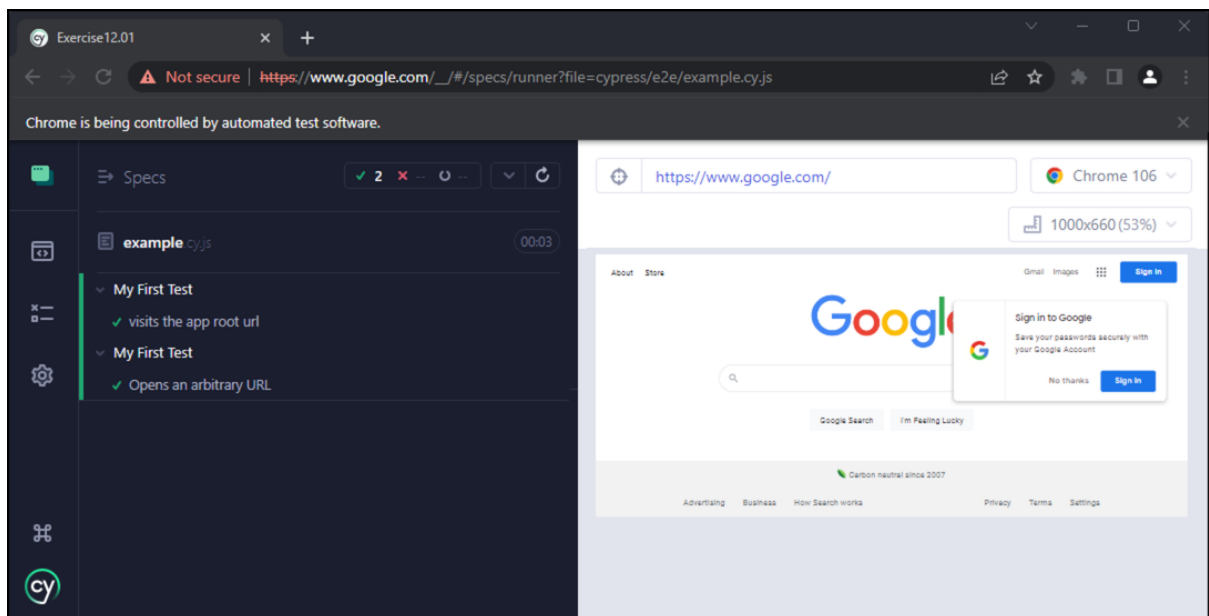 cy Exercise12.01
Not secure | https://www.google.com/__/#/specs/runner?file=cypress/e2e/example.cy.js
Chrome is being controlled by automated test software.
Specs
2 -- --
example.cy.js
00:03
My First Test
visits the app root url
My First Test
Opens an arbitrary URL
cy
https://www.google.com/
Chrome 106
1000x660 (53%)
About Store
Gmail Images Sign in
Google
Sign in to Google
Save your passwords securely with
your Google Account
No thanks Sign in
Google Search I'm Feeling Lucky
Carbon neutral since 2007
Advertising Business How Search works Privacy Terms Settings